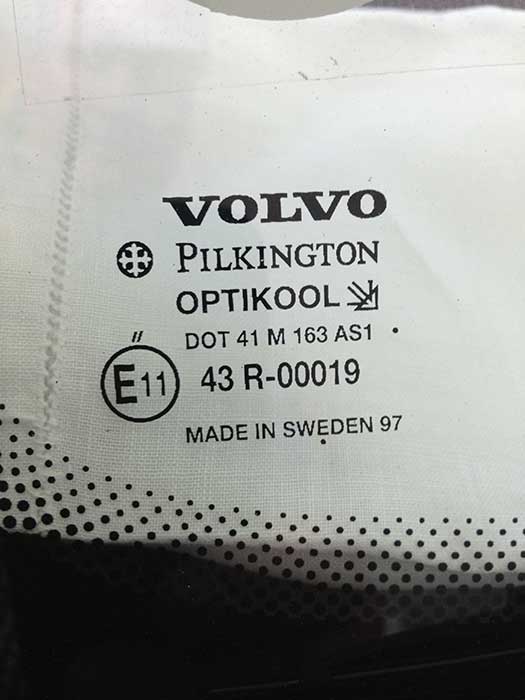 VOLVO
PILKINGTON
OPTIKOOL
DOT 41 M 163 AS1
E11 43 R-00019
MADE IN SWEDEN 97